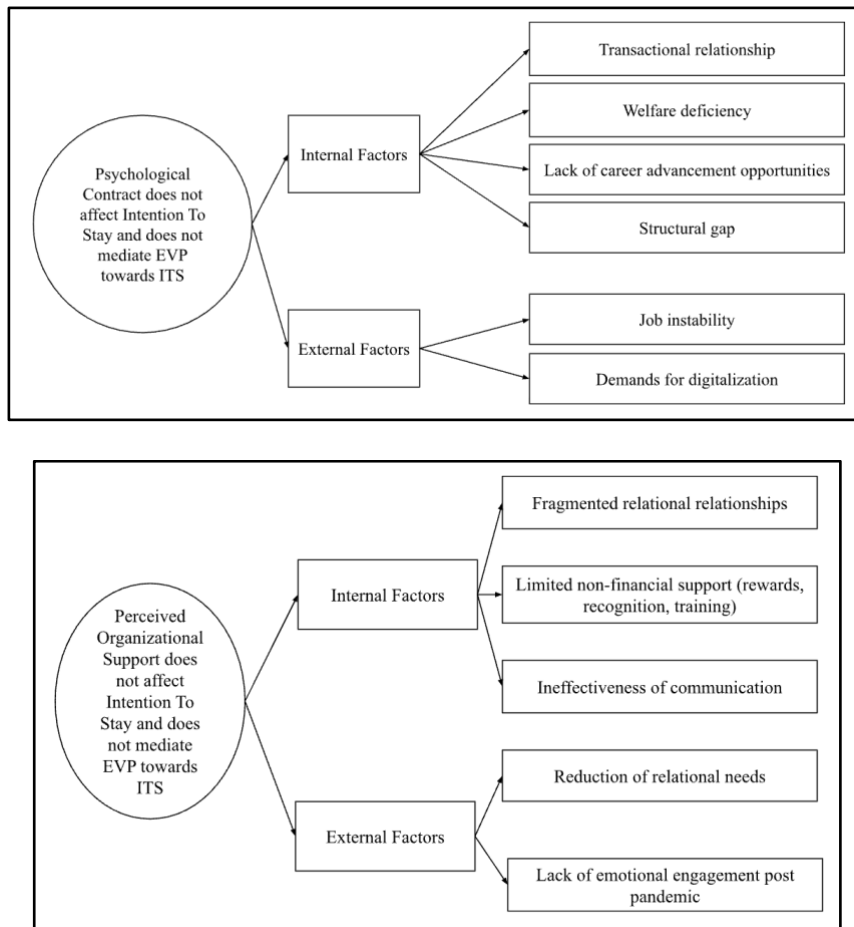 Psychological
Contract does not
affect Intention To
Stay and does not
mediate EVP
towards ITS
Internal Factors
Transactional relationship
Welfare deficiency
Lack of career advancement opportunities
Structural gap
External Factors
Job instability
Demands for digitalization
Perceived
Organizational
Support does
not affect
Intention To
Stay and does
not mediate
EVP towards
ITS
Internal Factors
Fragmented relational relationships
Limited non-financial support (rewards,
recognition, training)
Ineffectiveness of communication
External Factors
Reduction of relational needs
Lack of emotional engagement post
pandemic